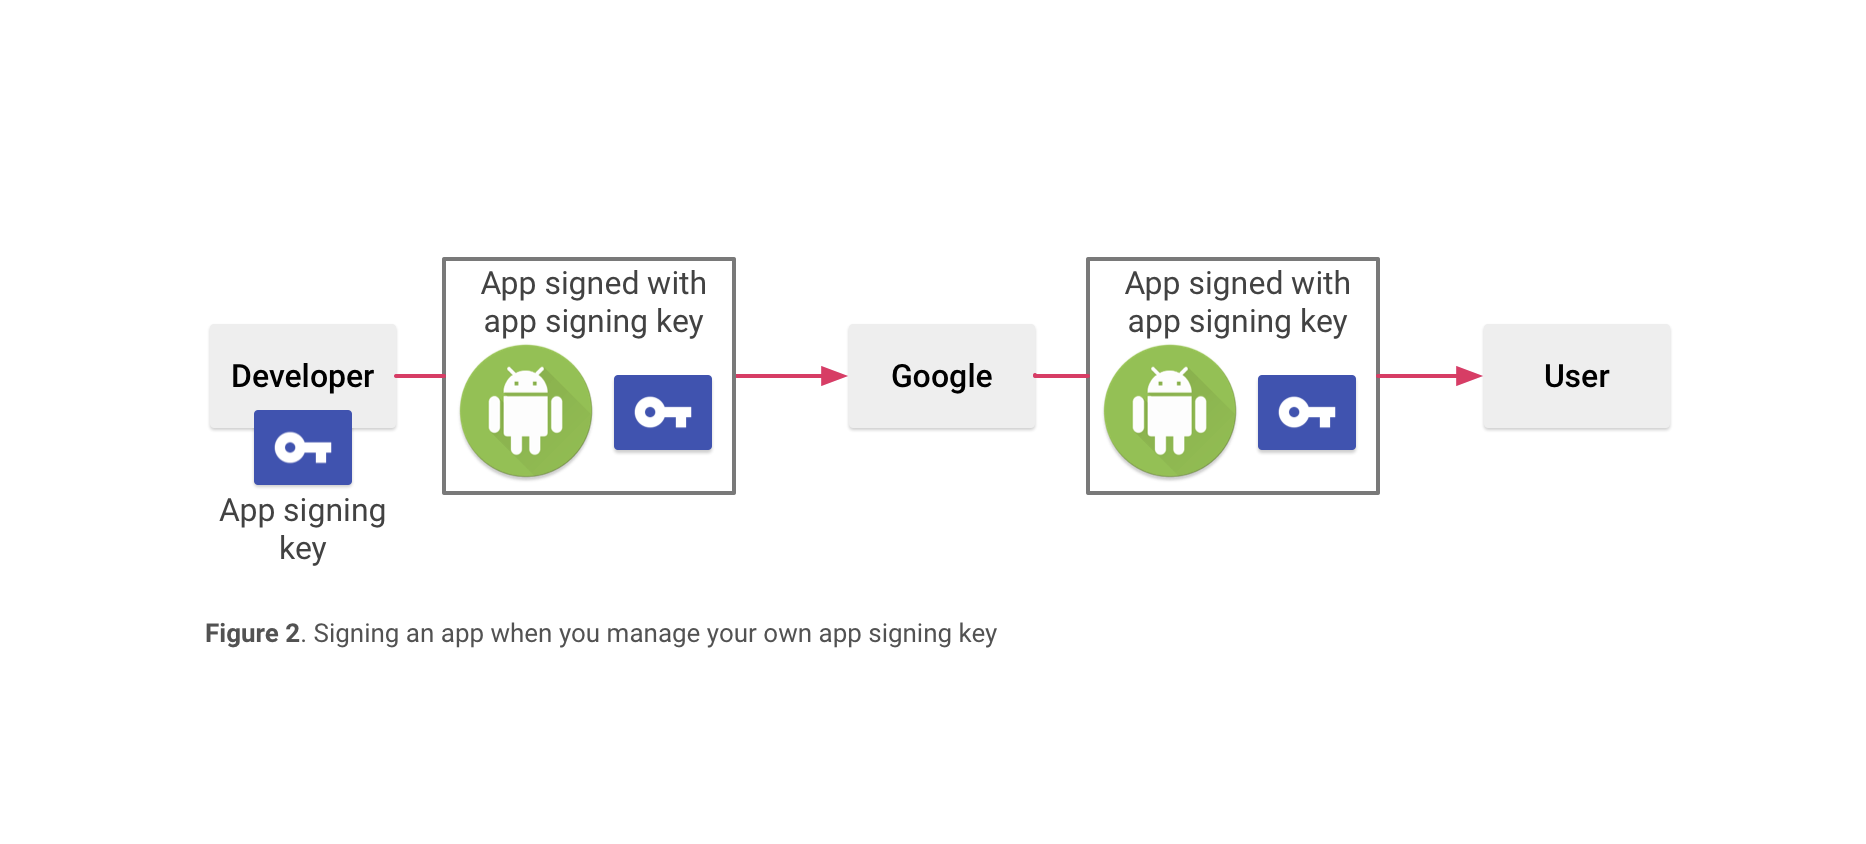 App signed with
app signing key
App signed with
app signing key
Developer
Google
User
App signing
key
Figure 2. Signing an app when you manage your own app signing key